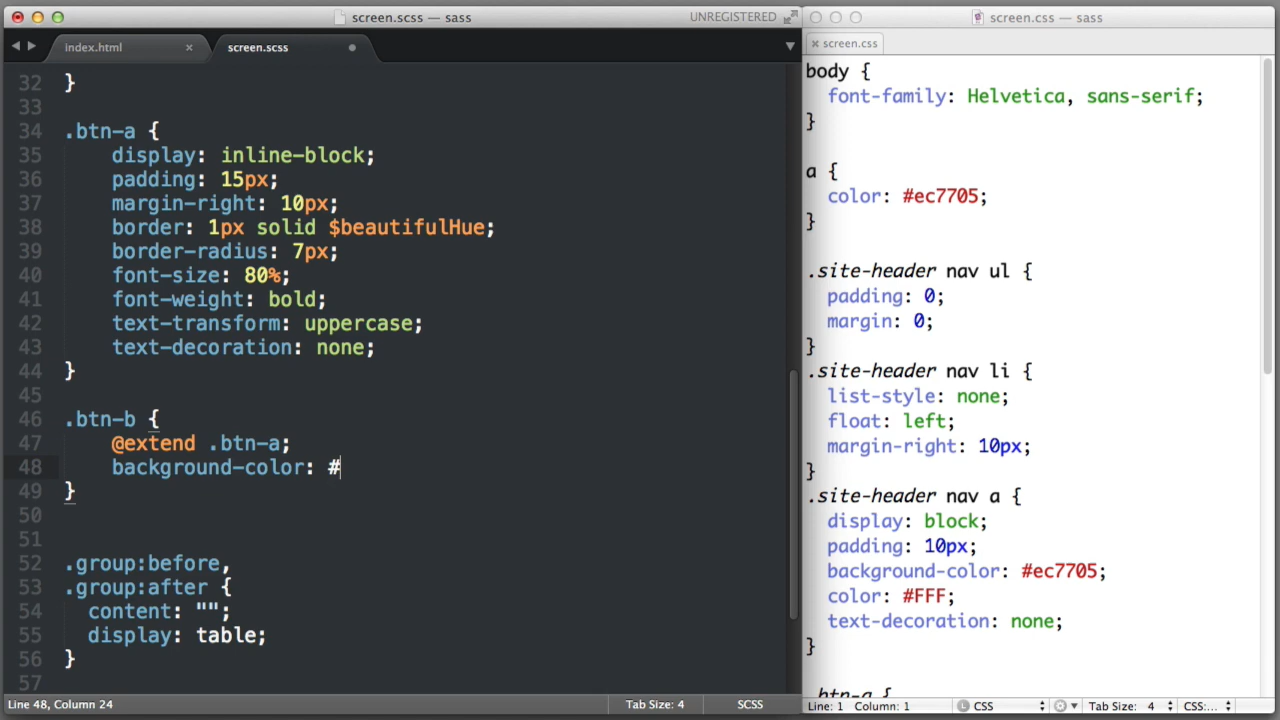 screen.scss — sass
UNREGISTERED
index.html
screen.scss
32 }
33
34 .btn-a {
35 display: inline-block;
36 padding: 15px;
37 margin-right: 10px;
38 border: 1px solid $beautifulHue;
39 border-radius: 7px;
40 font-size: 80%;
41 font-weight: bold;
42 text-transform: uppercase;
43 text-decoration: none;
44 }
45
46 .btn-b {
47 @extend .btn-a;
48 background-color: #
49 }
50
51
52 .group:before,
53 .group:after {
54 content: "";
55 display: table;
56 }
57
Line 48, Column 24
Tab Size: 4
SCSS
screen.css — sass
screen.css
body {
font-family: Helvetica, sans-serif;
}
a {
color: #ec7705;
}
.site-header nav ul {
padding: 0;
margin: 0;
}
.site-header nav li {
list-style: none;
float: left;
margin-right: 10px;
}
.site-header nav a {
display: block;
padding: 10px;
background-color: #ec7705;
color: #FFF;
text-decoration: none;
}
.btn-a {
Line: 1 Column: 1
L CSS
Tab Size: 4
CSS:...